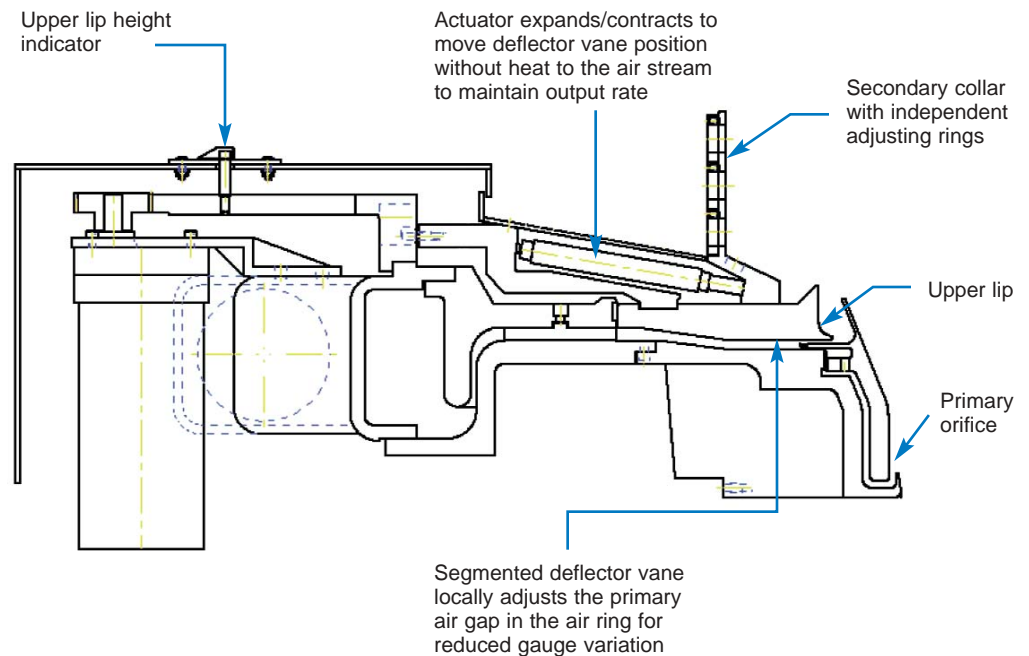 Upper lip height
indicator
Actuator expands/contracts to
move deflector vane position
without heat to the air stream
to maintain output rate
Secondary collar
with independent
adjusting rings
Upper lip
Primary
orifice
Segmented deflector vane
locally adjusts the primary
air gap in the air ring for
reduced gauge variation